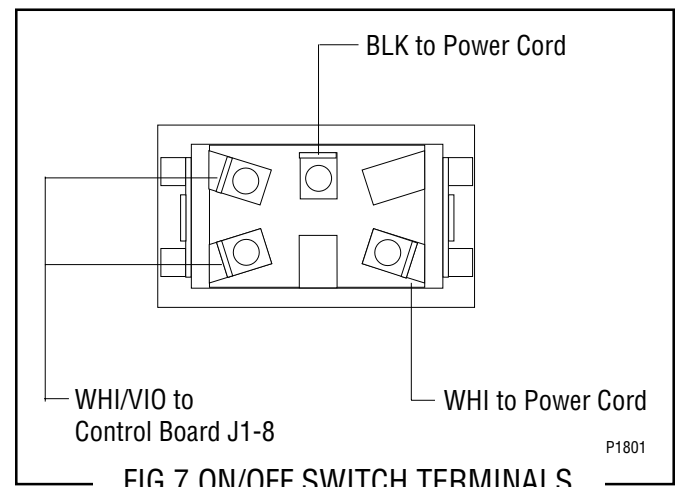 BLK to Power Cord
WHI/VIO to
Control Board J1-8
WHI to Power Cord
P1801
FIG 7 ON/OFF SWITCH TERMINALS